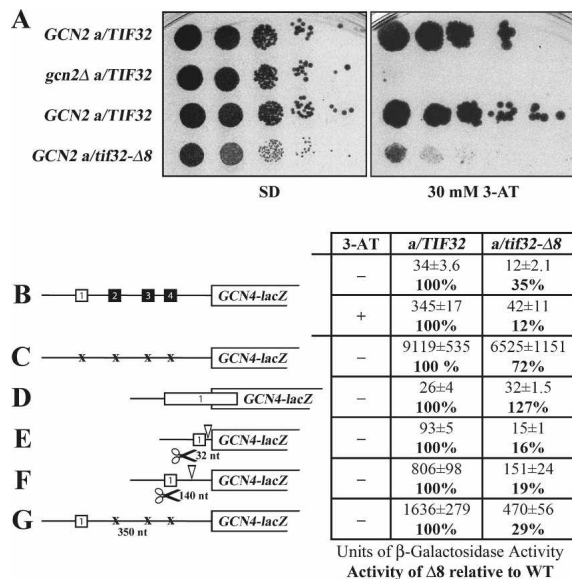 A
GCN2 a/TIF32
gcn2Δ a/TIF32
GCN2 a/TIF32
GCN2 a/tif32-Δ8
SD
30 mM 3-AT
3-AT a/TIF32 a/tif32-Δ8
B
1 2 3 4 GCN4-lacZ
– 34±3.6 12±2.1
100% 35%
+ 345±17 42±11
100% 12%
C
x x x x GCN4-lacZ
– 9119±535 6525±1151
100 % 72%
D
1 GCN4-lacZ
– 26±4 32±1.5
100% 127%
E
1 GCN4-lacZ
32 nt
– 93±5 15±1
100% 16%
F
1 GCN4-lacZ
140 nt
– 806±98 151±24
100% 19%
G
1 x x x GCN4-lacZ
350 nt
– 1636±279 470±56
100% 29%
Units of β-Galactosidase Activity
Activity of Δ8 relative to WT